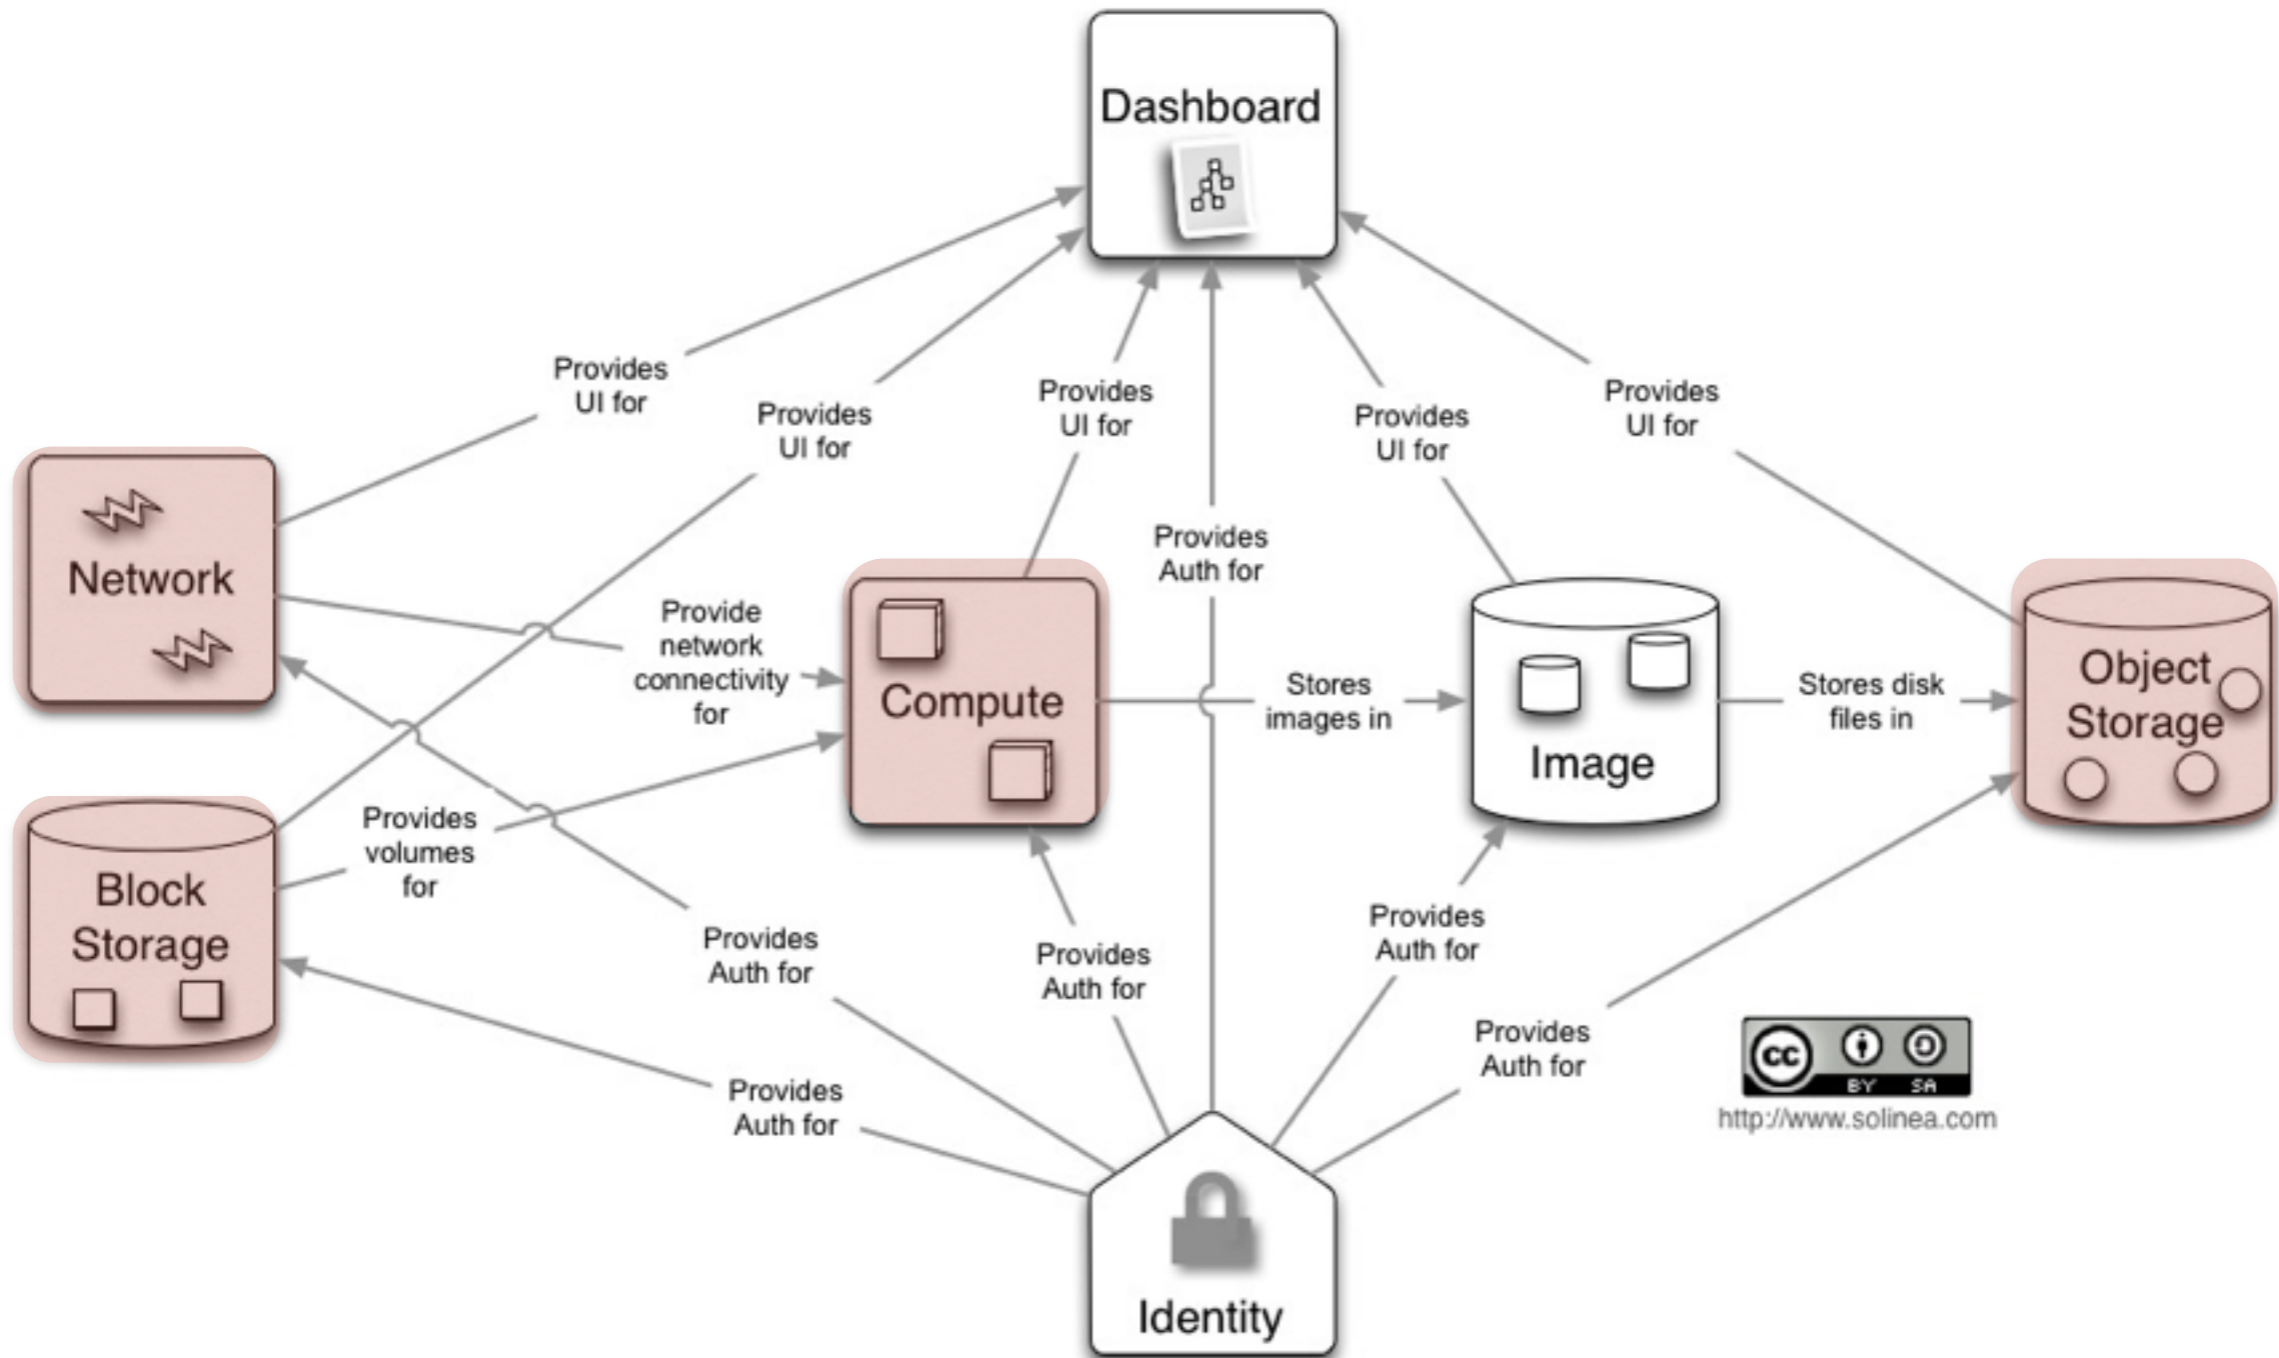 Dashboard
Provides
UI for
Provides
UI for
Provides
UI for
Provides
UI for
Provides
UI for
Network
Provide
network
connectivity
for
Compute
Provides
Auth for
Stores
images in
Image
Stores disk
files in
Object
Storage
Block
Storage
Provides
volumes
for
Provides
Auth for
Provides
Auth for
Provides
Auth for
Provides
Auth for
Provides
Auth for
Identity
cc
BY SA
http://www.solinea.com